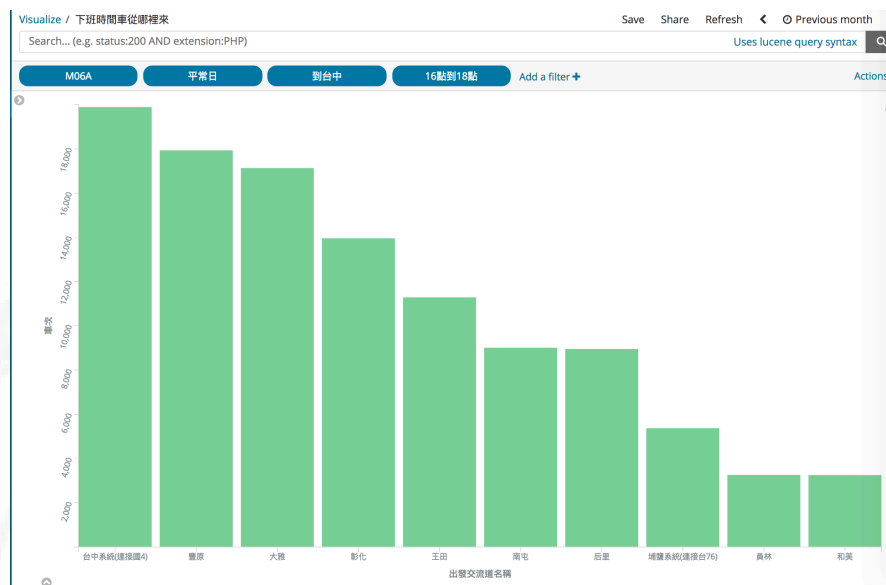 Visualize / 下班時間車從哪裡來
Save Share Refresh Previous month
Search... (e.g. status:200 AND extension:PHP) Uses lucene query syntax
M06A 平常日 到台中 16點到18點 Add a filter + Actions
18,000
16,000
14,000
12,000
10,000
8,000
6,000
4,000
2,000
車次
台中系統(連接國4) 豐原 大雅 彰化 王田 南屯 后里 埔鹽系統(連接台76) 員林 和美
出發交流道名稱